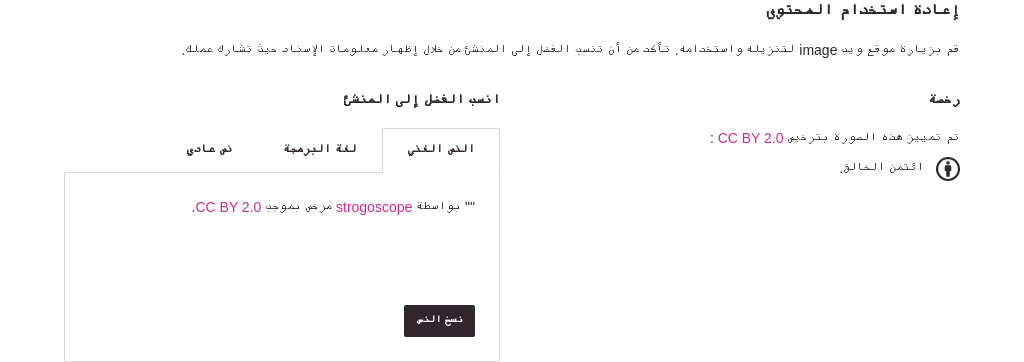 إعادة استخدام المحتوى
قم بزيارة موقع ويب image لتنزيله واستخدامه. تأكد من أن تنسب الفضل إلى المنشئ من خلال إظهار معلومات الإسناد حيث تشارك عملك.
رخصة
تم تمييز هذه الصورة بترخيص CC BY 2.0 :
ائتمن الخالق.
انسب الفضل إلى المنشئ
النص الغني
لغة البرمجة
نص عادي
"" بواسطة strogoscope مرخص بموجب CC BY 2.0.
نسخ النص